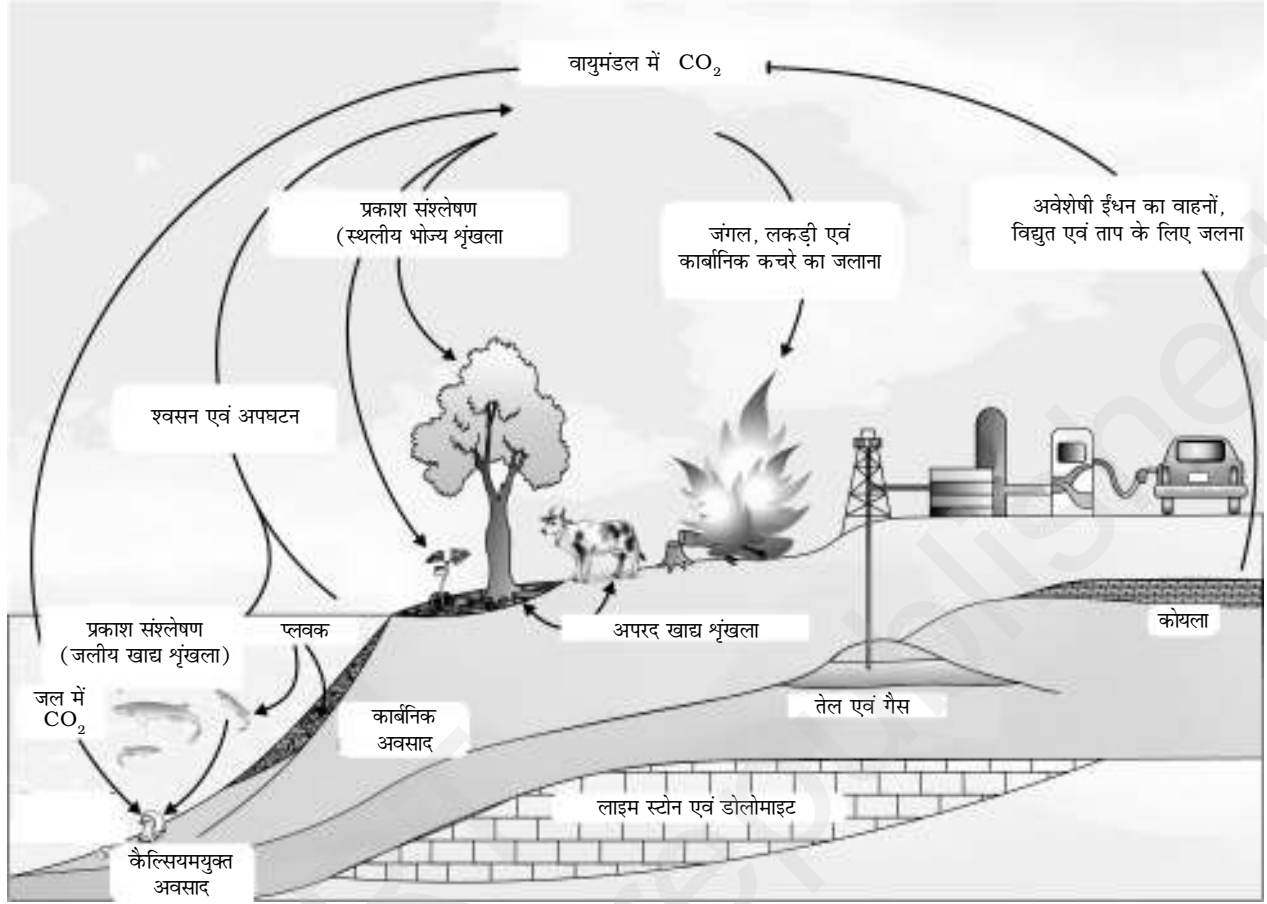 वायुमंडल में CO2
प्रकाश संश्लेषण
(स्थलीय भोज्य शृंखला
जंगल, लकड़ी एवं
कार्बानिक कचरे का जलाना
अवेशेषी ईंधन का वाहनों,
विद्युत एवं ताप के लिए जलना
श्वसन एवं अपघटन
प्रकाश संश्लेषण
(जलीय खाद्य शृंखला)
प्लवक
अपरद खाद्य शृंखला
कोयला
जल में
CO2
कार्बनिक
अवसाद
तेल एवं गैस
लाइम स्टोन एवं डोलोमाइट
कैल्सियमयुक्त
अवसाद
republished